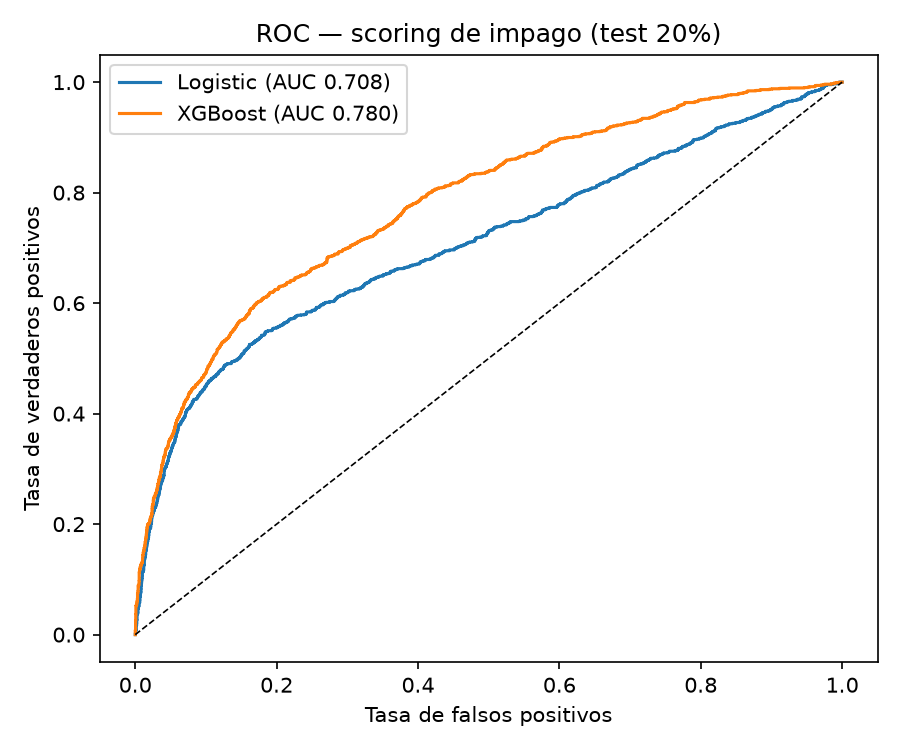 ROC — scoring de impago (test 20%)
Logistic (AUC 0.708)
XGBoost (AUC 0.780)
Tasa de verdaderos positivos
1.0
0.8
0.6
0.4
0.2
0.0
0.0 0.2 0.4 0.6 0.8 1.0
Tasa de falsos positivos